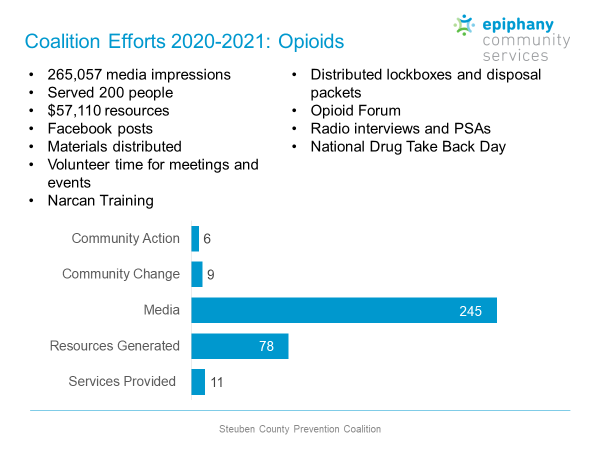 Coalition Efforts 2020-2021: Opioids
epiphany
community
services
• 265,057 media impressions
• Served 200 people
• $57,110 resources
• Facebook posts
• Materials distributed
• Volunteer time for meetings and
events
• Narcan Training
• Distributed lockboxes and disposal
packets
• Opioid Forum
• Radio interviews and PSAs
• National Drug Take Back Day
Community Action 6
Community Change 9
Media 245
Resources Generated 78
Services Provided 11
Steuben County Prevention Coalition